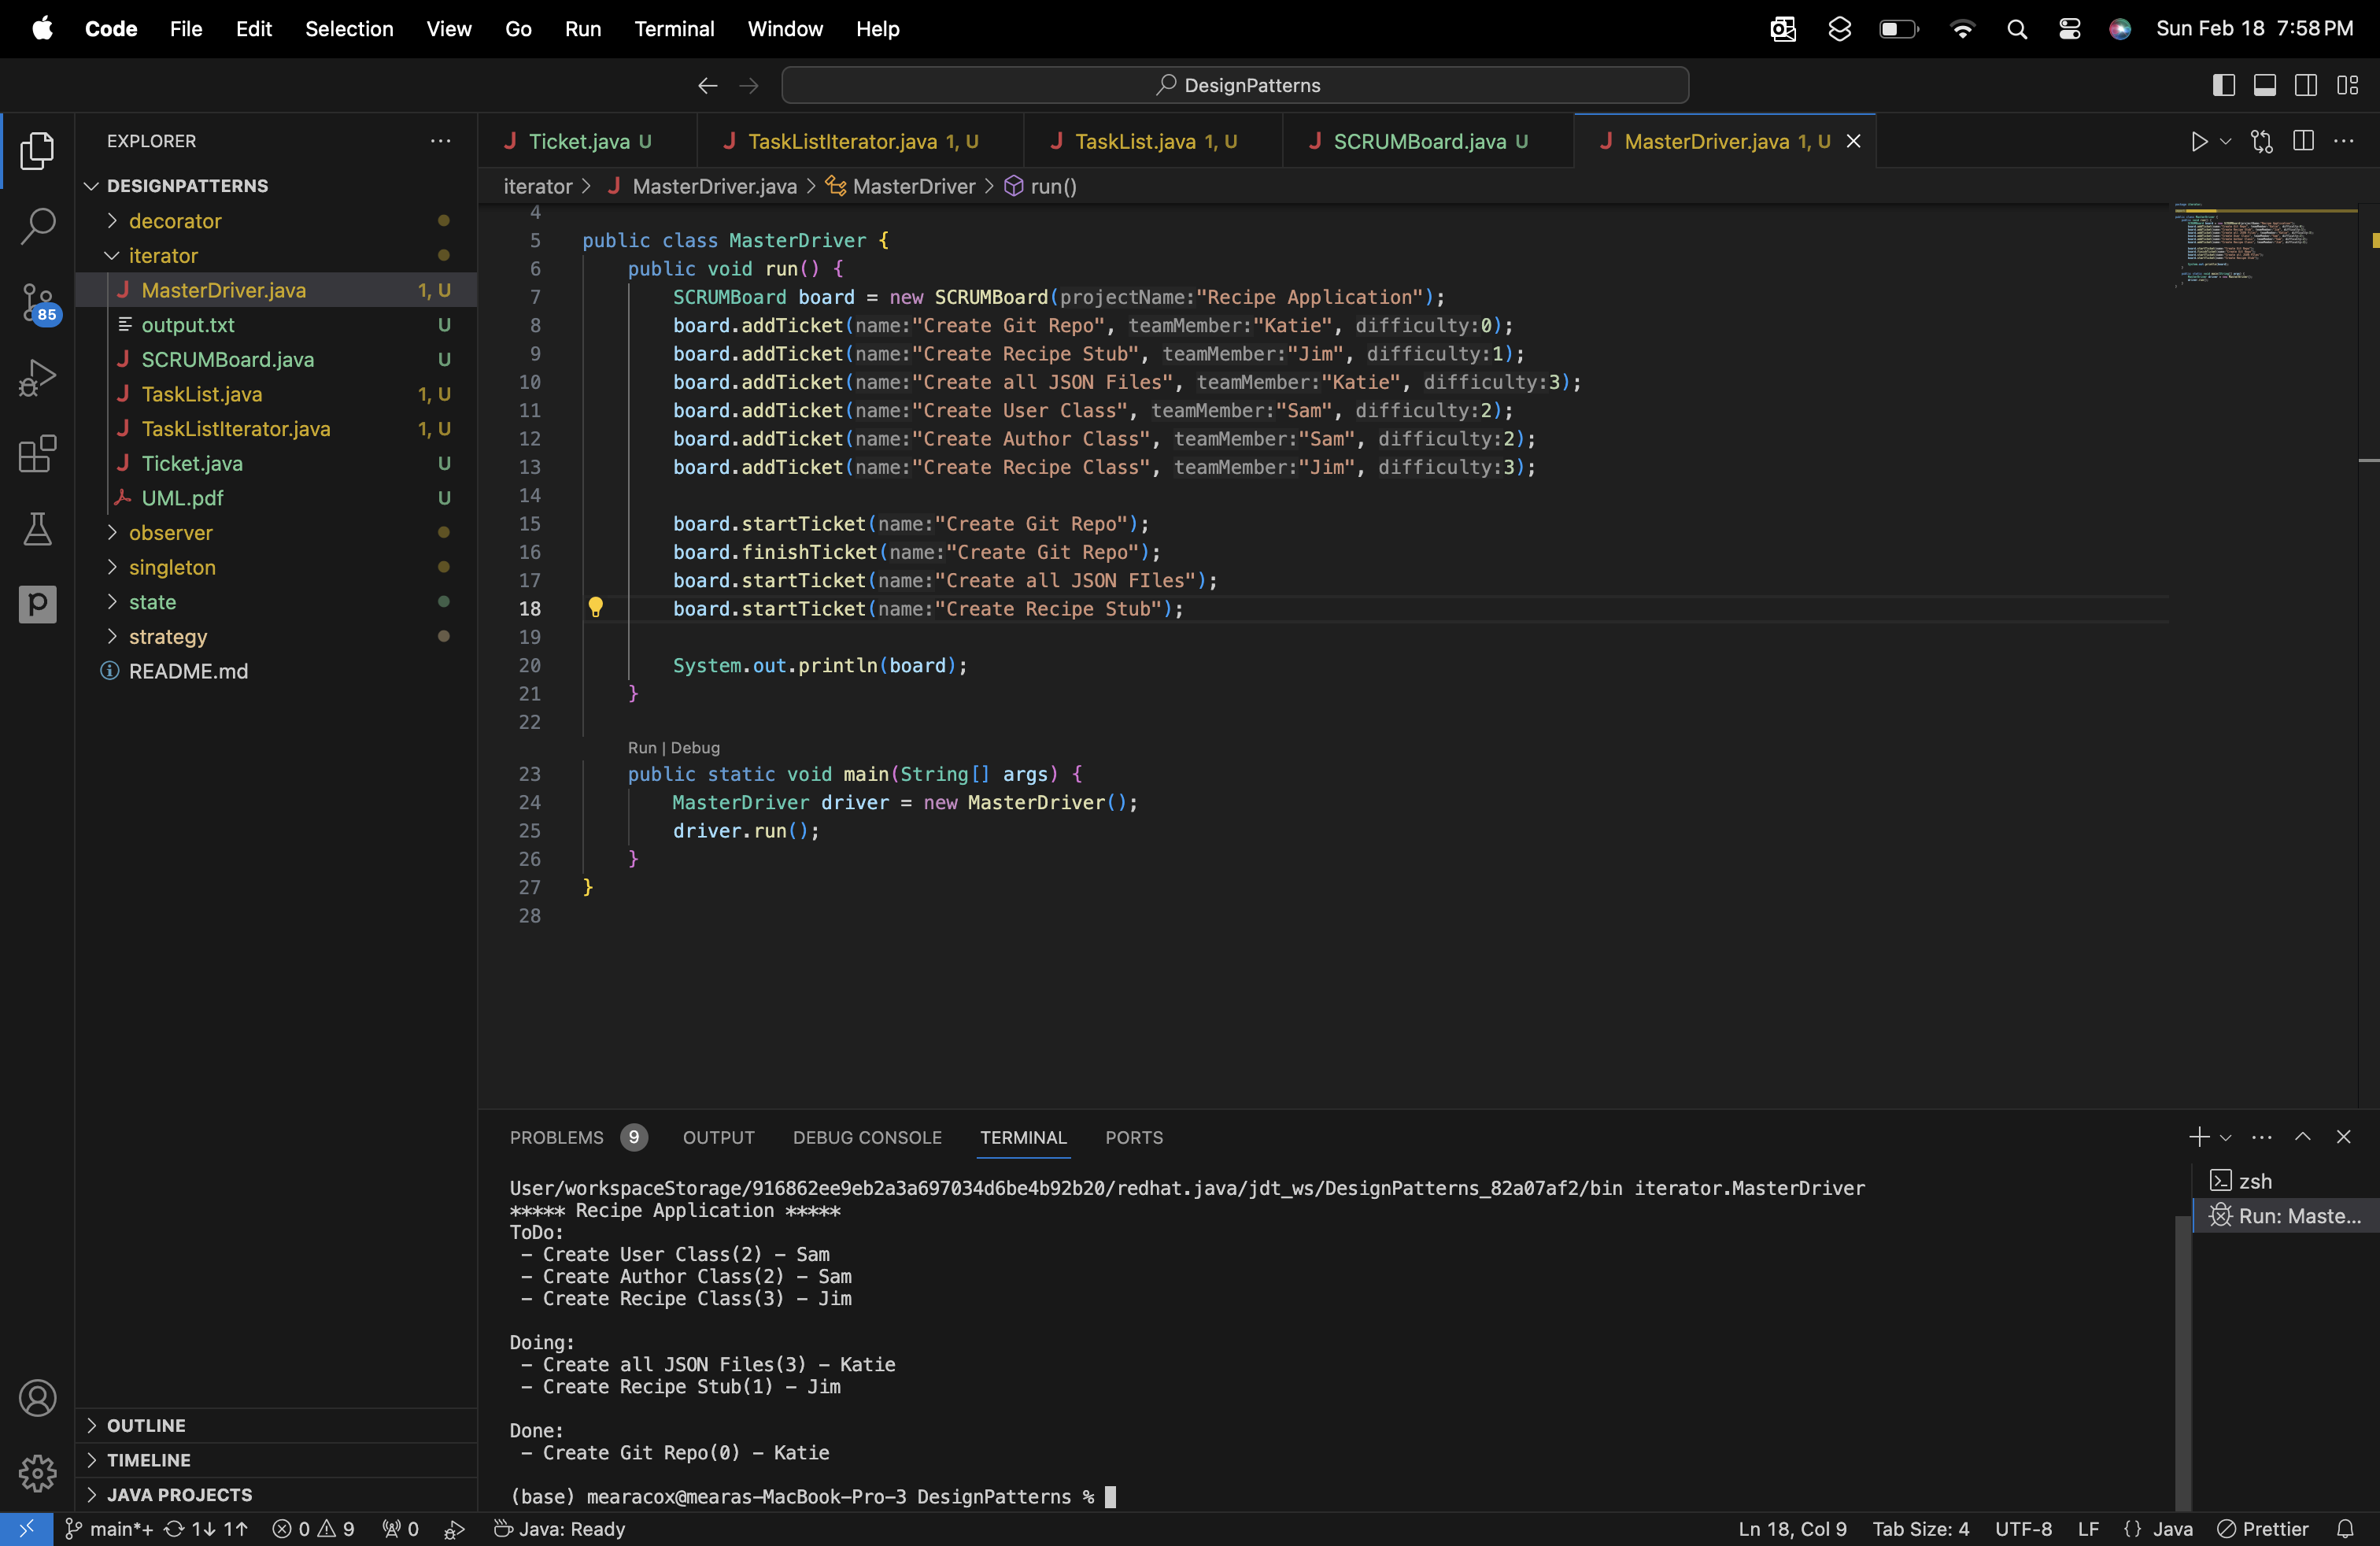 Code File Edit Selection View Go Run Terminal Window Help Sun Feb 18 7:58 PM
DesignPatterns
EXPLORER
DESIGNPATTERNS
decorator
iterator
MasterDriver.java 1, U
output.txt U
SCRUMBoard.java U
TaskList.java 1, U
TaskListIterator.java 1, U
Ticket.java U
UML.pdf U
observer
singleton
state
strategy
README.md
OUTLINE
TIMELINE
JAVA PROJECTS
85
Ticket.java U TaskListIterator.java 1, U TaskList.java 1, U SCRUMBoard.java U MasterDriver.java 1, U
iterator > MasterDriver.java > MasterDriver > run()
4
5 public class MasterDriver {
6 public void run() {
7 SCRUMBoard board = new SCRUMBoard(projectName:"Recipe Application");
8 board.addTicket(name:"Create Git Repo", teamMember:"Katie", difficulty:0);
9 board.addTicket(name:"Create Recipe Stub", teamMember:"Jim", difficulty:1);
10 board.addTicket(name:"Create all JSON Files", teamMember:"Katie", difficulty:3);
11 board.addTicket(name:"Create User Class", teamMember:"Sam", difficulty:2);
12 board.addTicket(name:"Create Author Class", teamMember:"Sam", difficulty:2);
13 board.addTicket(name:"Create Recipe Class", teamMember:"Jim", difficulty:3);
14
15 board.startTicket(name:"Create Git Repo");
16 board.finishTicket(name:"Create Git Repo");
17 board.startTicket(name:"Create all JSON FIles");
18 board.startTicket(name:"Create Recipe Stub");
19
20 System.out.println(board);
21 }
22
Run | Debug
23 public static void main(String[] args) {
24 MasterDriver driver = new MasterDriver();
25 driver.run();
26 }
27 }
28
PROBLEMS 9 OUTPUT DEBUG CONSOLE TERMINAL PORTS
User/workspaceStorage/916862ee9eb2a3a697034d6be4b92b20/redhat.java/jdt_ws/DesignPatterns_82a07af2/bin iterator.MasterDriver
***** Recipe Application *****
ToDo:
- Create User Class(2) - Sam
- Create Author Class(2) - Sam
- Create Recipe Class(3) - Jim
Doing:
- Create all JSON Files(3) - Katie
- Create Recipe Stub(1) - Jim
Done:
- Create Git Repo(0) - Katie
(base) mearacox@mearas-MacBook-Pro-3 DesignPatterns %
zsh
Run: Maste...
main*+ 1↓ 1↑ 0 9 0 Java: Ready Ln 18, Col 9 Tab Size: 4 UTF-8 LF {} Java Prettier